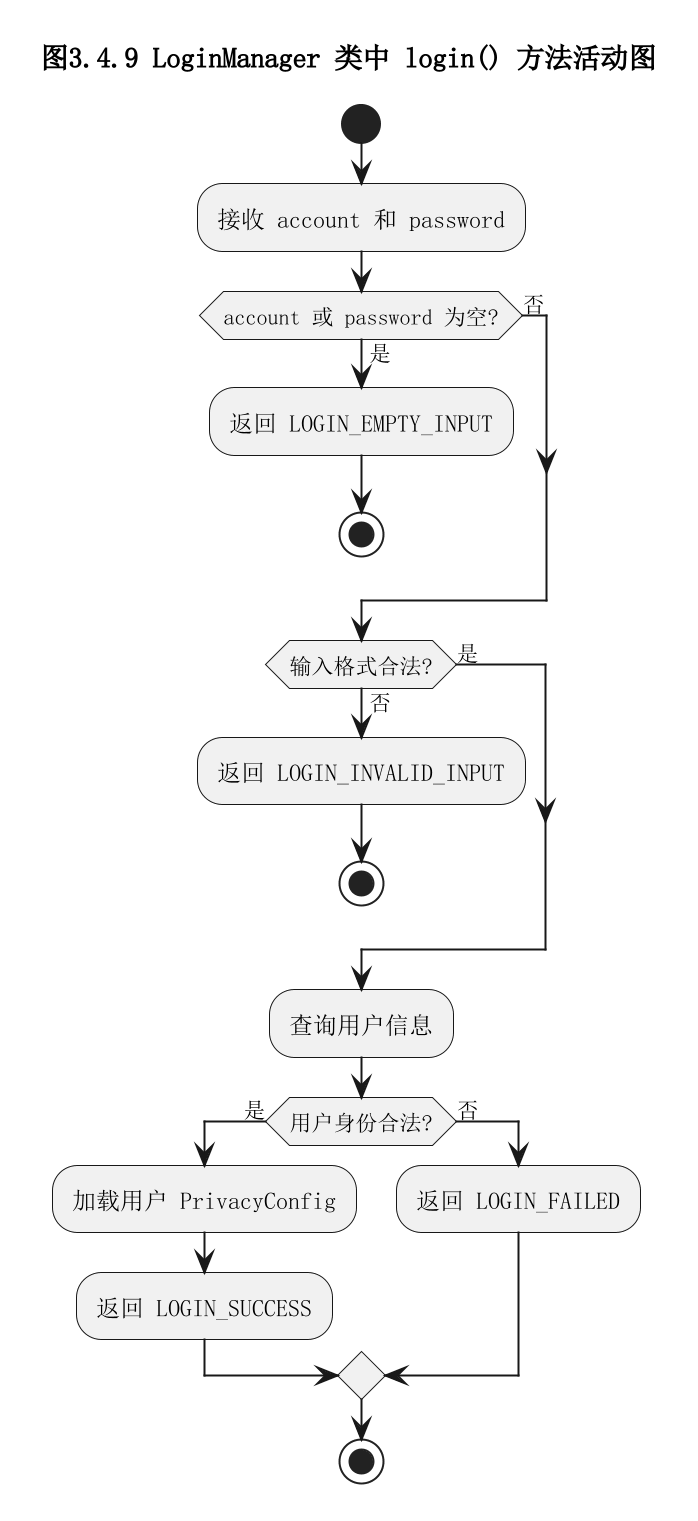 图3.4.9 LoginManager 类中 login() 方法活动图
接收 account 和 password
account 或 password 为空?
否
是
返回 LOGIN_EMPTY_INPUT
输入格式合法?
是
否
返回 LOGIN_INVALID_INPUT
查询用户信息
是
用户身份合法?
否
加载用户 PrivacyConfig
返回 LOGIN_FAILED
返回 LOGIN_SUCCESS